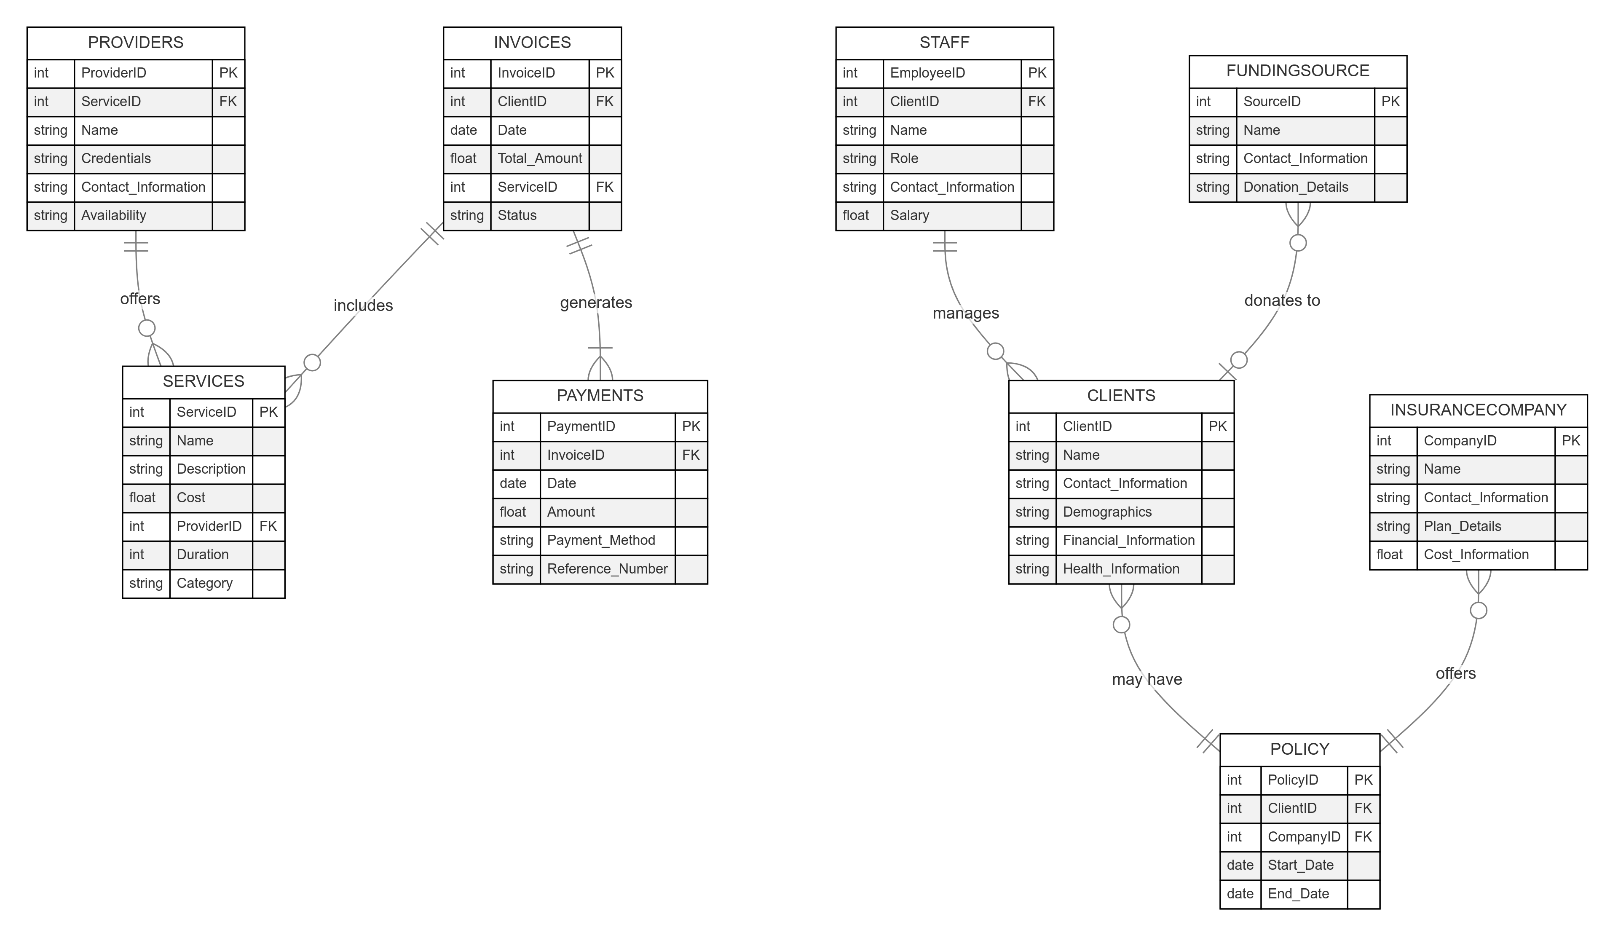 PROVIDERS
int ProviderID PK
int ServiceID FK
string Name
string Credentials
string Contact_Information
string Availability
INVOICES
int InvoiceID PK
int ClientID FK
date Date
float Total_Amount
int ServiceID FK
string Status
STAFF
int EmployeeID PK
int ClientID FK
string Name
string Role
string Contact_Information
float Salary
FUNDINGSOURCE
int SourceID PK
string Name
string Contact_Information
string Donation_Details
offers
includes
generates
manages
donates to
SERVICES
int ServiceID PK
string Name
string Description
float Cost
int ProviderID FK
int Duration
string Category
PAYMENTS
int PaymentID PK
int InvoiceID FK
date Date
float Amount
string Payment_Method
string Reference_Number
CLIENTS
int ClientID PK
string Name
string Contact_Information
string Demographics
string Financial_Information
string Health_Information
INSURANCECOMPANY
int CompanyID PK
string Name
string Contact_Information
string Plan_Details
float Cost_Information
may have
offers
POLICY
int PolicyID PK
int ClientID FK
int CompanyID FK
date Start_Date
date End_Date